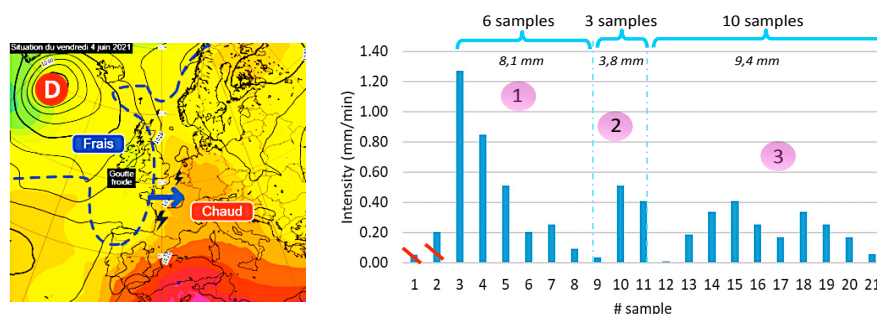 Situation du vendredi 4 juin 2021
D
Frais
Goutte
froide
Chaud
6 samples
3 samples
10 samples
8,1 mm
3,8 mm
9,4 mm
1
2
3
Intensity (mm/min)
1.40
1.20
1.00
0.80
0.60
0.40
0.20
0.00
1 2 3 4 5 6 7 8 9 10 11 12 13 14 15 16 17 18 19 20 21
# sample